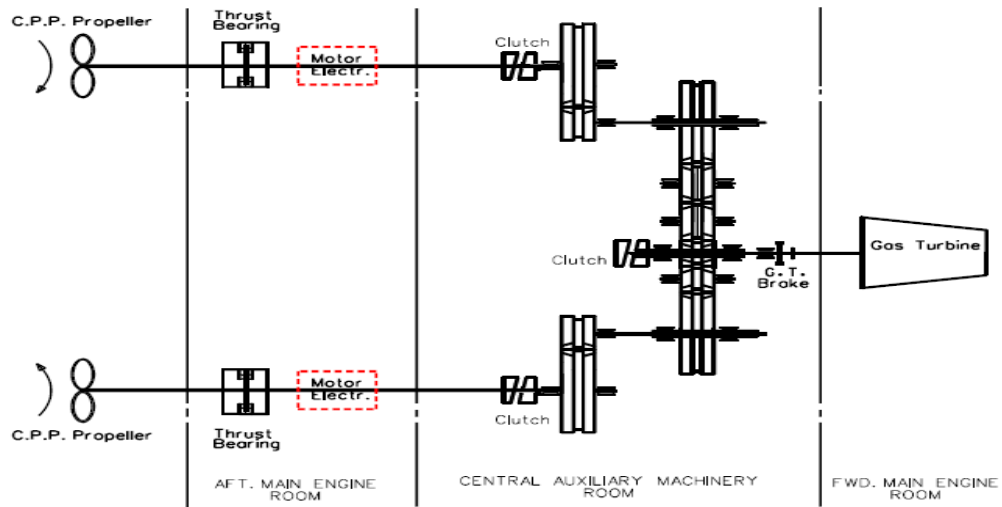 C.P.P. Propeller
Thrust
Bearing
Motor
Electr.
Clutch
Clutch
G.T.
Brake
Gas Turbine
Motor
Electr.
Clutch
C.P.P. Propeller
Thrust
Bearing
AFT. MAIN ENGINE
ROOM
CENTRAL AUXILIARY MACHINERY
ROOM
FWD. MAIN ENGINE
ROOM